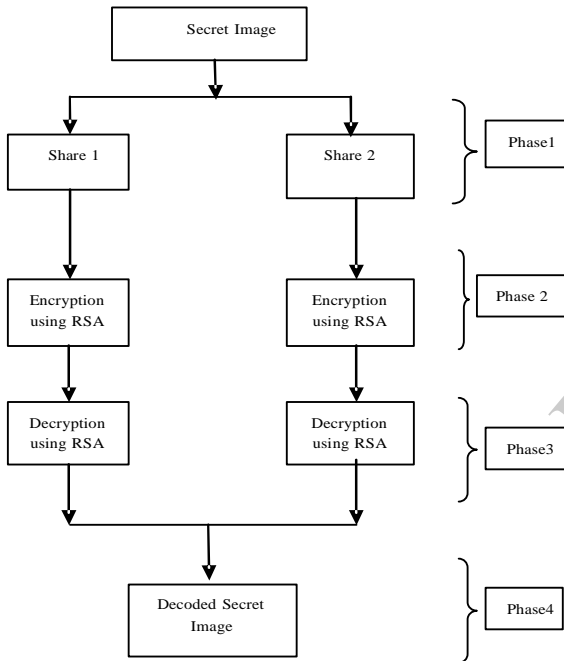 Secret Image
Share 1
Share 2
Phase1
Encryption
using RSA
Encryption
using RSA
Phase 2
Decryption
using RSA
Decryption
using RSA
Phase3
Decoded Secret
Image
Phase4